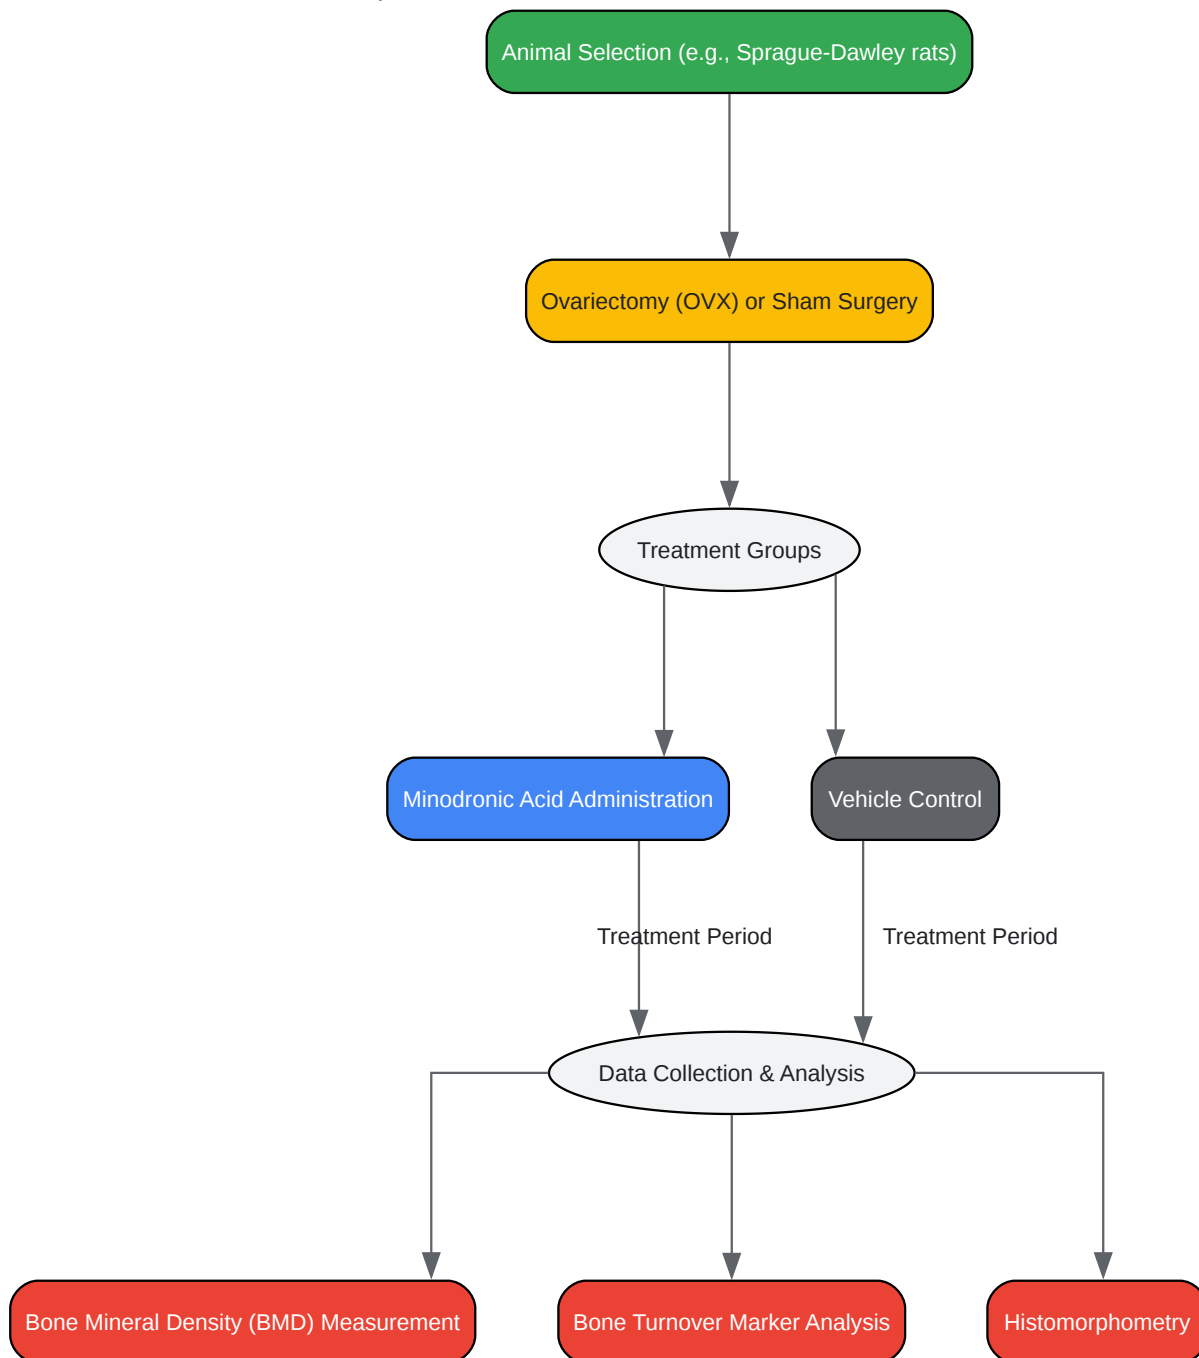 Animal Selection (e.g., Sprague-Dawley rats)
Ovariectomy (OVX) or Sham Surgery
Treatment Groups
Minodronic Acid Administration
Vehicle Control
Treatment Period
Treatment Period
Data Collection & Analysis
Bone Mineral Density (BMD) Measurement
Bone Turnover Marker Analysis
Histomorphometry